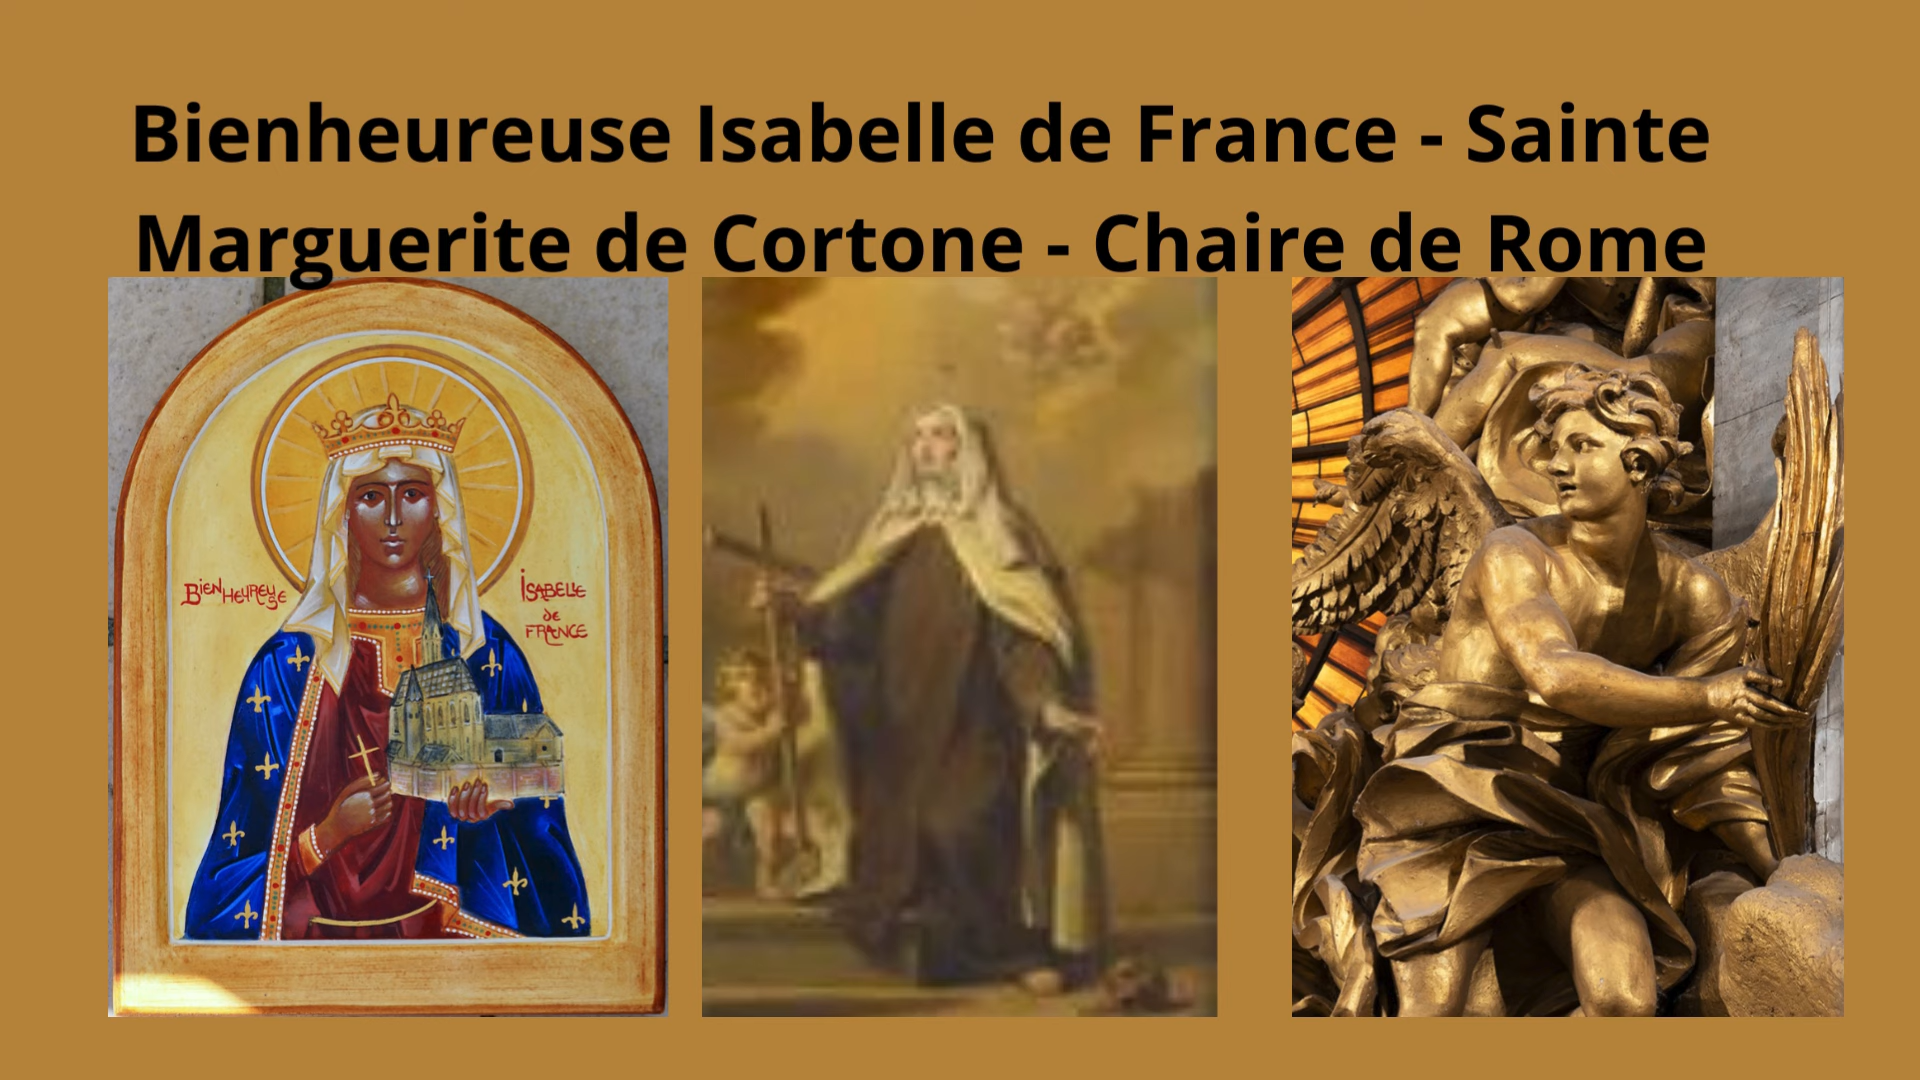 Bienheureuse Isabelle de France - Sainte
Marguerite de Cortone - Chaire de Rome
BIENHEUREUSE
ISABELLE
de
FRANCE